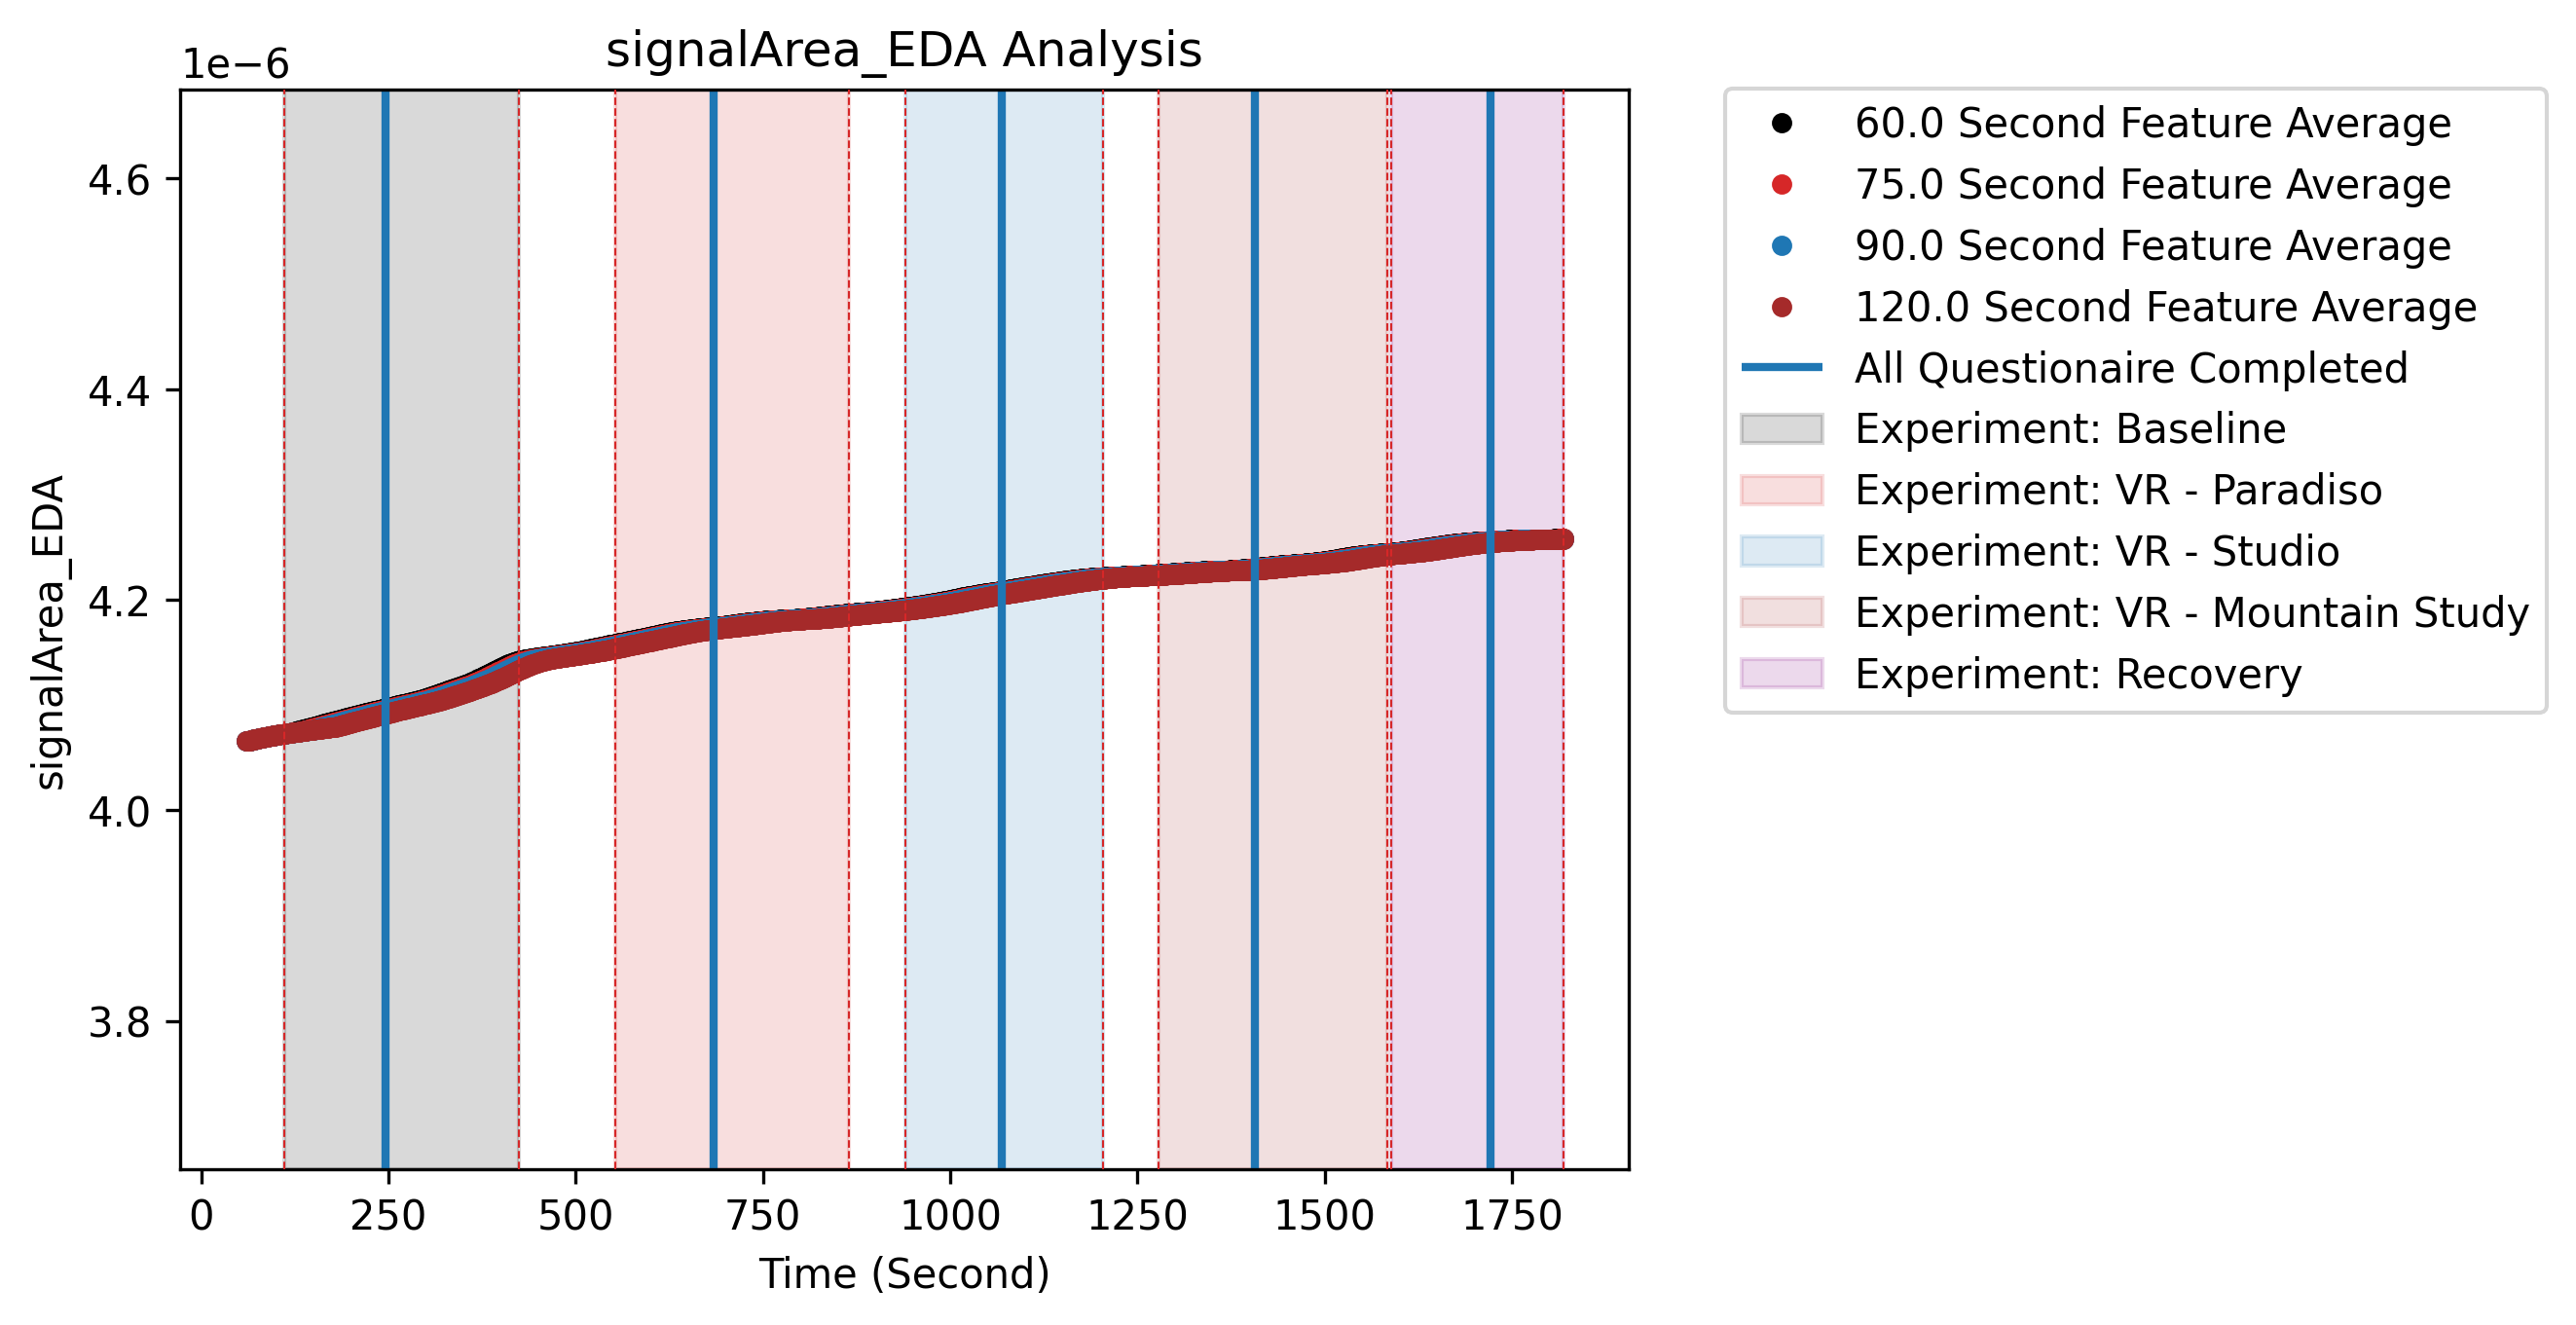 signalArea_EDA Analysis
1e−6
4.6
4.4
4.2
4.0
3.8
signalArea_EDA
0 250 500 750 1000 1250 1500 1750
Time (Second)
60.0 Second Feature Average
75.0 Second Feature Average
90.0 Second Feature Average
120.0 Second Feature Average
All Questionaire Completed
Experiment: Baseline
Experiment: VR - Paradiso
Experiment: VR - Studio
Experiment: VR - Mountain Study
Experiment: Recovery